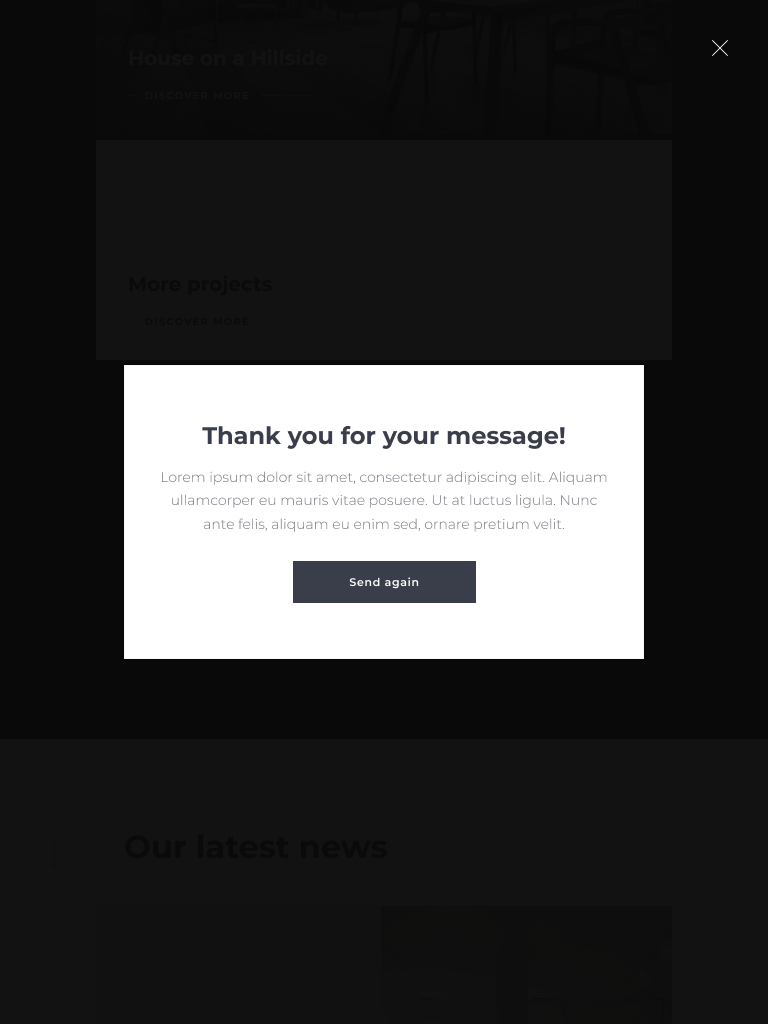 House on a Hillside
DISCOVER MORE
More projects
DISCOVER MORE
Thank you for your message!
Lorem ipsum dolor sit amet, consectetur adipiscing elit. Aliquam
ullamcorper eu mauris vitae posuere. Ut at luctus ligula. Nunc
ante felis, aliquam eu enim sed, ornare pretium velit.
Send again
Our latest news